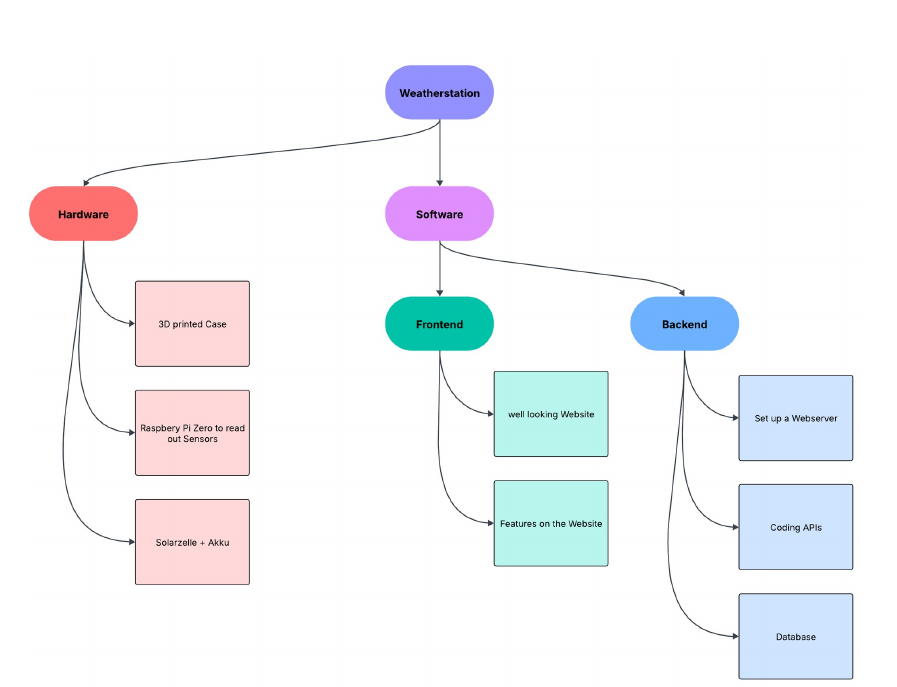 Weatherstation
Hardware
Software
3D printed Case
Frontend
Backend
well looking Website
Set up a Webserver
Raspbery Pi Zero to read
out Sensors
Features on the Website
Coding APIs
Solarzelle + Akku
Database